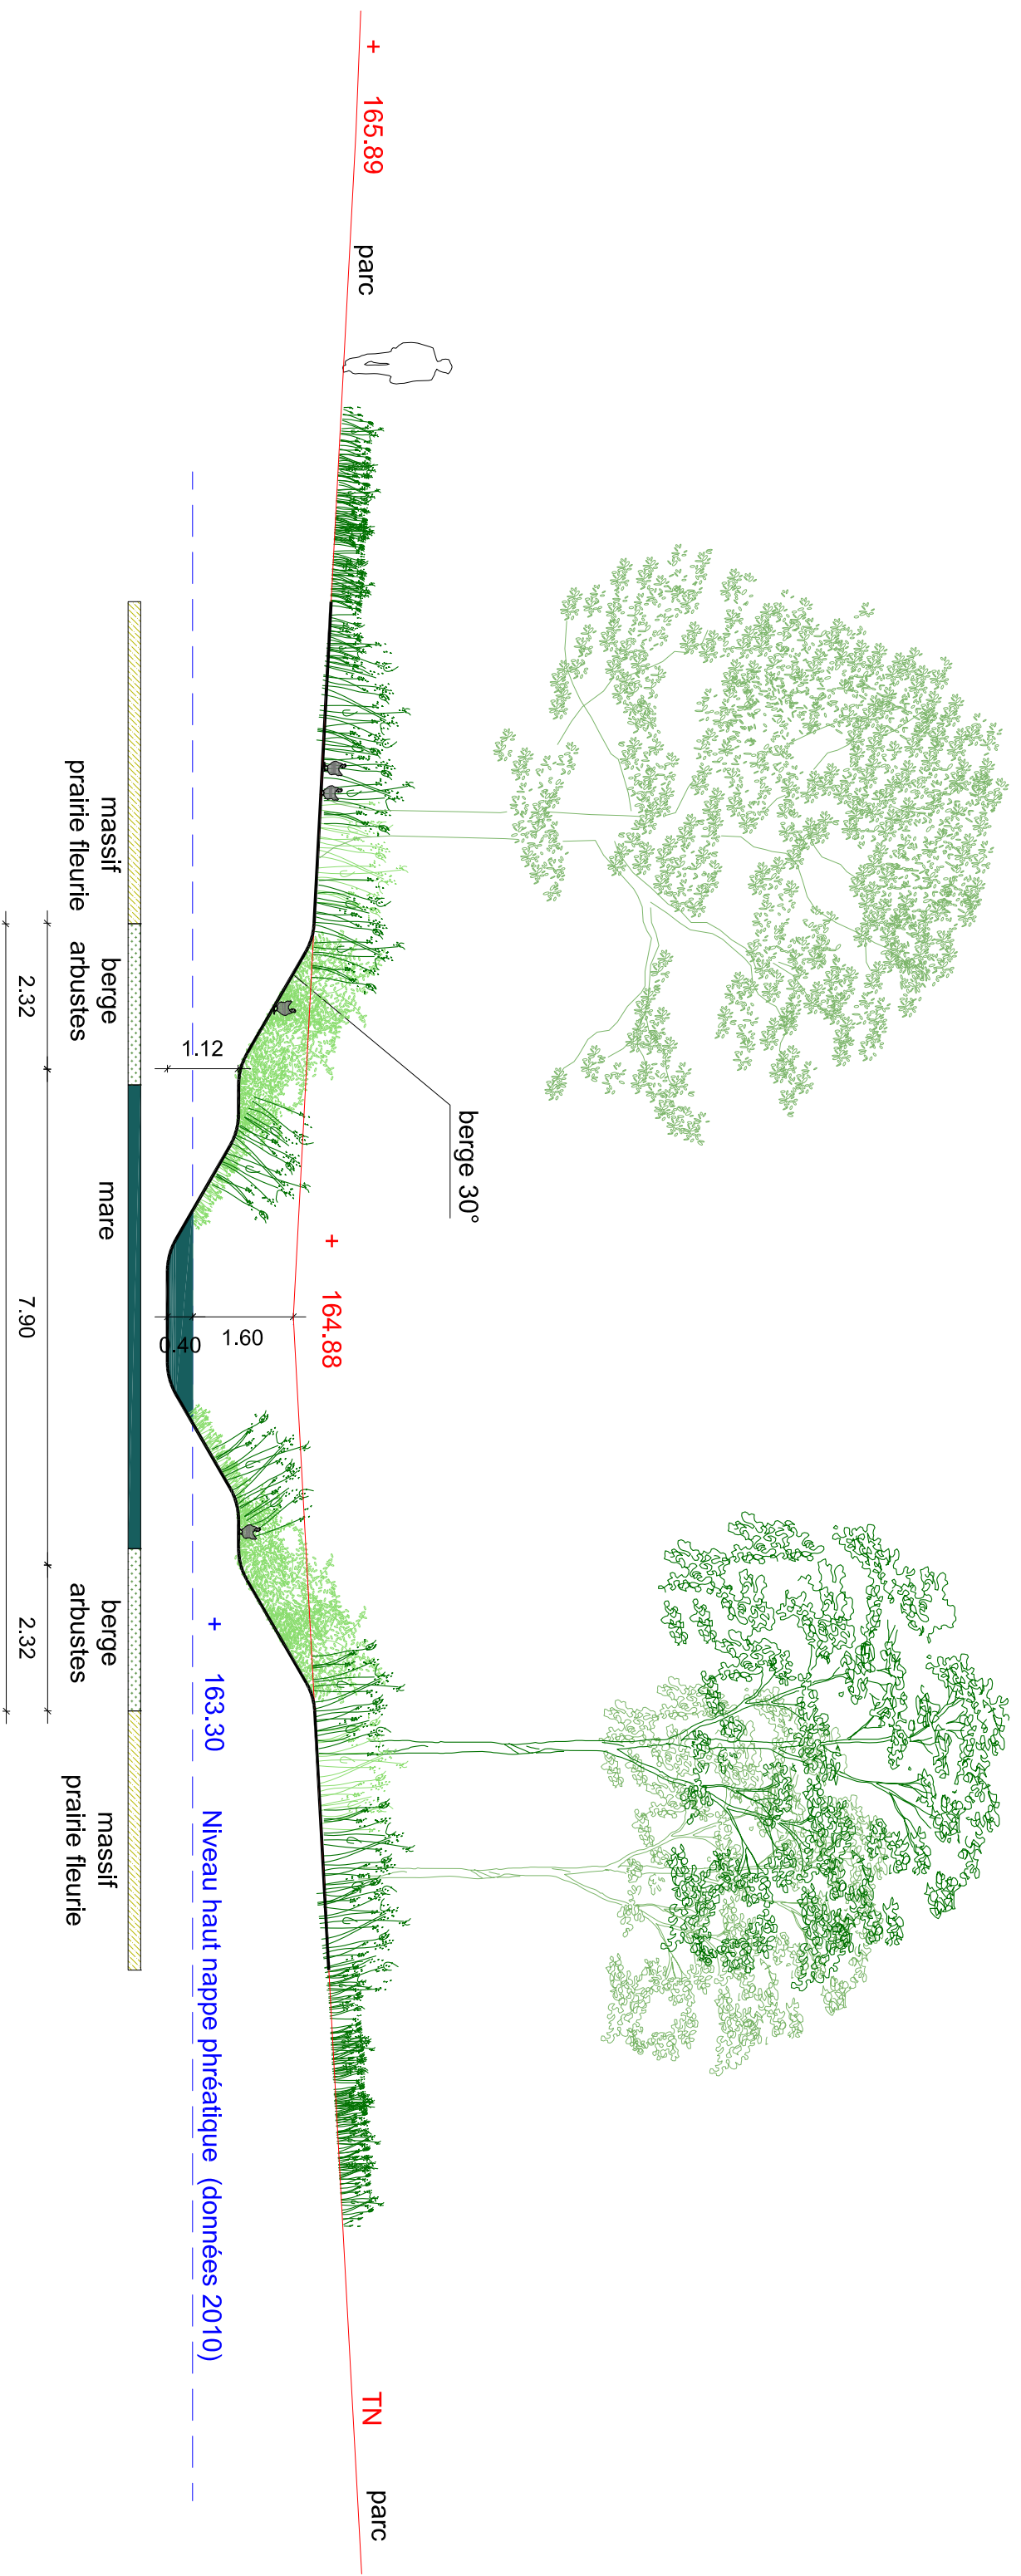 + 165.89
parc
berge 30°
+ 164.88
TN
parc
1.12
1.60
0.40
+ 163.30
Niveau haut nappe phréatique (données 2010)
massif
prairie fleurie
berge
arbustes
mare
berge
arbustes
massif
prairie fleurie
2.32
7.90
2.32